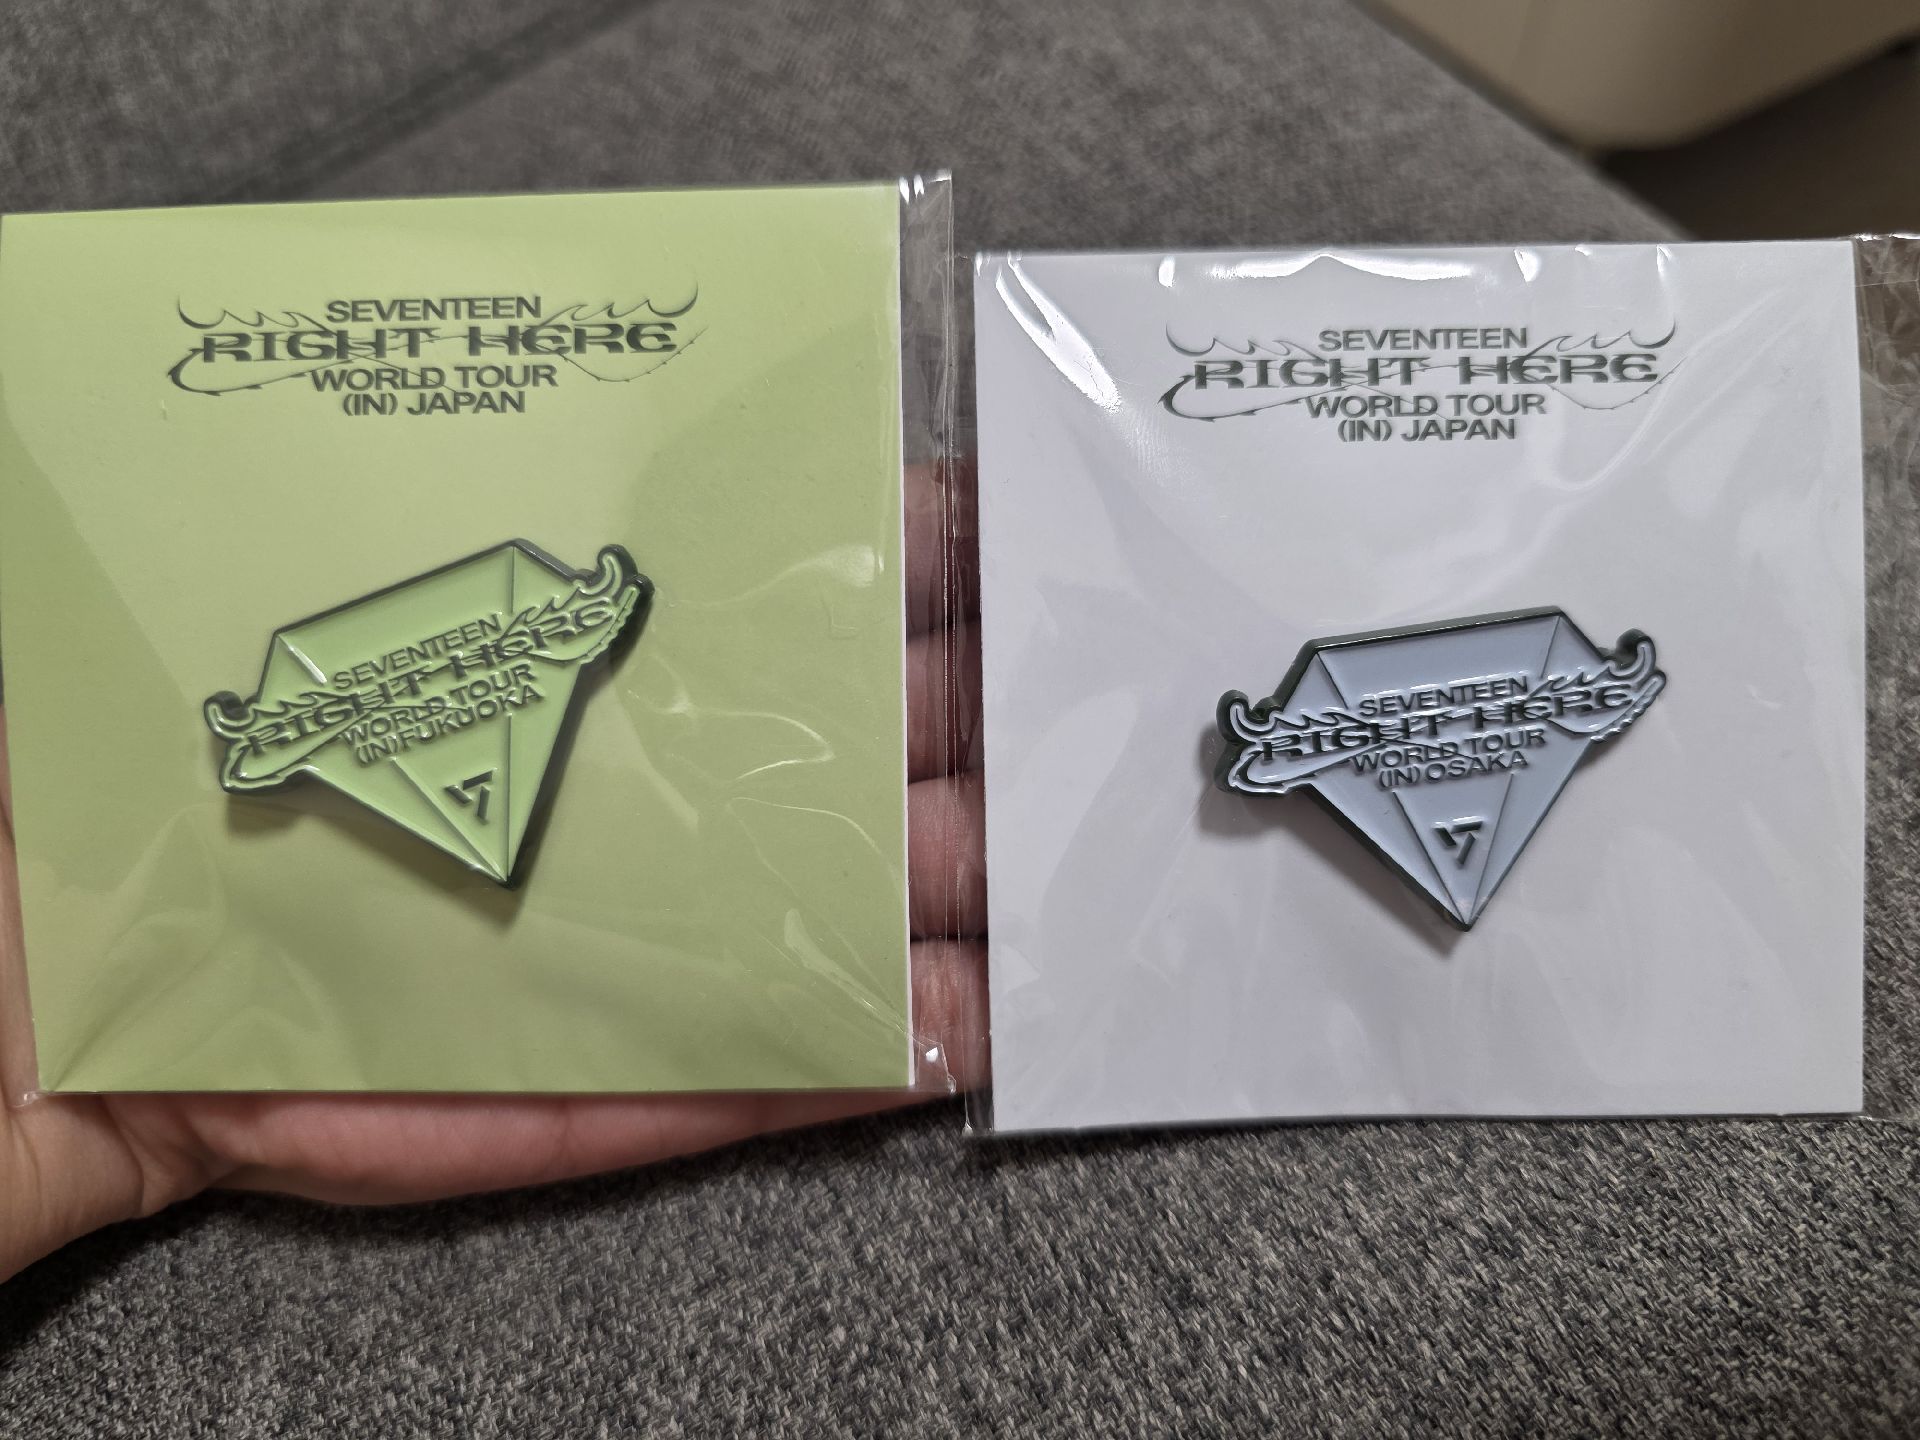 SEVENTEEN
RIGHT HERE
WORLD TOUR
(IN) JAPAN
SEVENTEEN
RIGHT HERE
WORLD TOUR
(IN) FUKUOKA
SEVENTEEN
RIGHT HERE
WORLD TOUR
(IN) JAPAN
SEVENTEEN
RIGHT HERE
WORLD TOUR
(IN) OSAKA